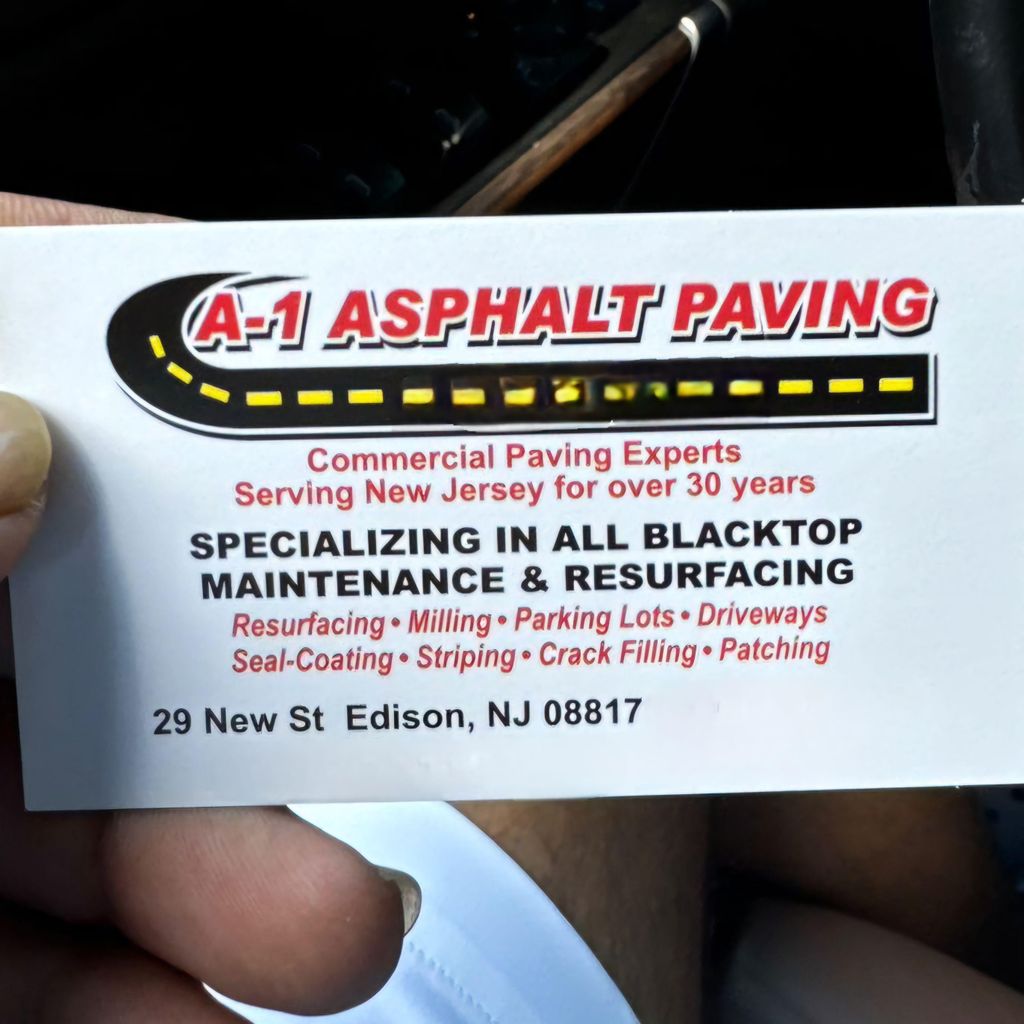 A-1 ASPHALT PAVING
Commercial Paving Experts
Serving New Jersey for over 30 years
SPECIALIZING IN ALL BLACKTOP
MAINTENANCE & RESURFACING
Resurfacing • Milling • Parking Lots • Driveways
Seal-Coating • Striping • Crack Filling • Patching
29 New St Edison, NJ 08817